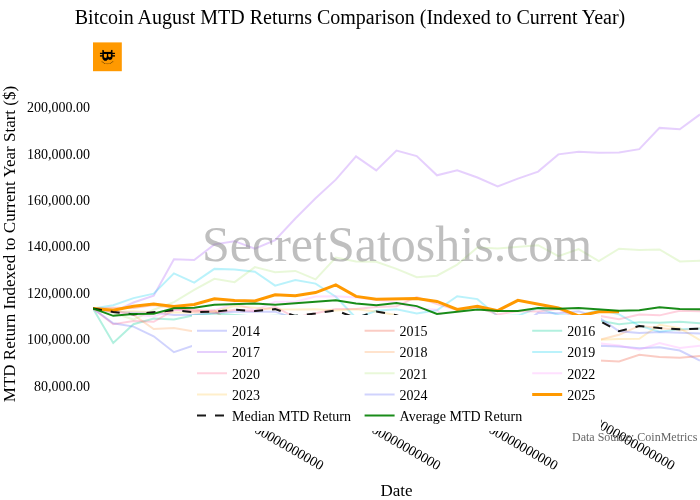 Bitcoin August MTD Returns Comparison (Indexed to Current Year)
MTD Return Indexed to Current Year Start ($)
200,000.00
180,000.00
160,000.00
140,000.00
120,000.00
100,000.00
80,000.00
SecretSatoshis.com
2014 2015 2016
2017 2018 2019
2020 2021 2022
2023 2024 2025
Median MTD Return Average MTD Return
Data Source: CoinMetrics
Date